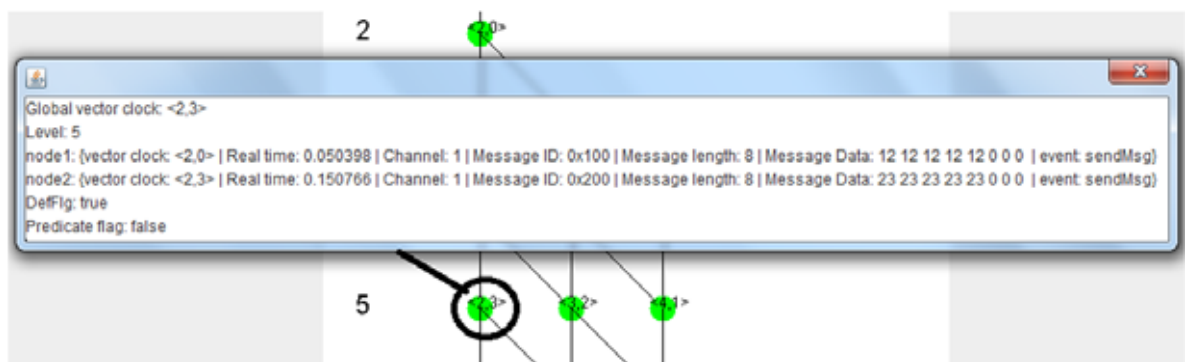 2 <2,0>
Global vector clock: <2,3>
Level: 5
node1: {vector clock: <2,0> | Real time: 0.050398 | Channel: 1 | Message ID: 0x100 | Message length: 8 | Message Data: 12 12 12 12 12 0 0 0 | event: sendMsg}
node2: {vector clock: <2,3> | Real time: 0.150766 | Channel: 1 | Message ID: 0x200 | Message length: 8 | Message Data: 23 23 23 23 23 0 0 0 | event: sendMsg}
DefFlg: true
Predicate flag: false
5 <2,3> <3,2> <4,1>